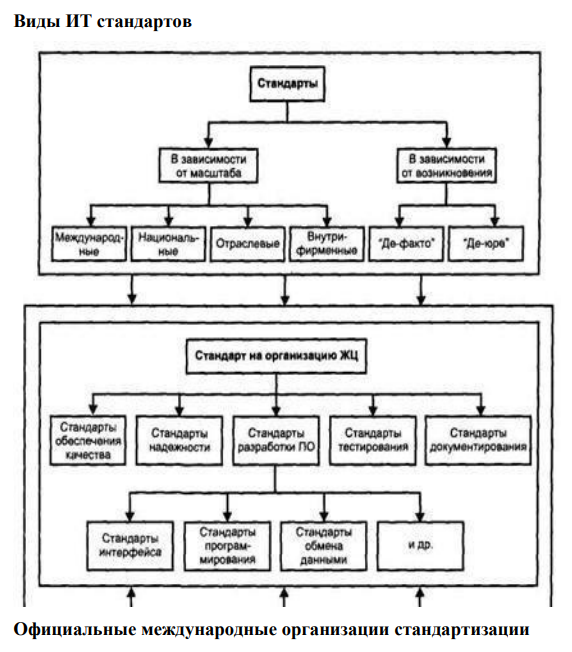 Виды ИТ стандартов
Стандарты
В зависимости
от масштаба
В зависимости
от возникновения
Международ-
ные
Националь-
ные
Отраслевые
Внутри-
фирменные
"Де-факто"
"Де-юре"
Стандарт на организацию ЖЦ
Стандарты
обеспечения
качества
Стандарты
надежности
Стандарты
разработки ПО
Стандарты
тестирования
Стандарты
документирования
Стандарты
интерфейса
Стандарты
програм-
мирования
Стандарты
обмена
данными
и др.
Официальные международные организации стандартизации